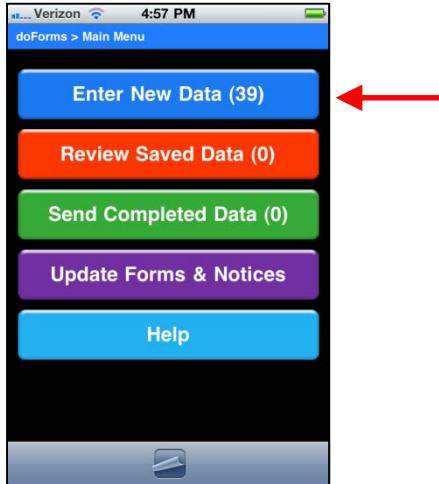 Verizon 4:57 PM
doForms > Main Menu
Enter New Data (39)
Review Saved Data (0)
Send Completed Data (0)
Update Forms & Notices
Help